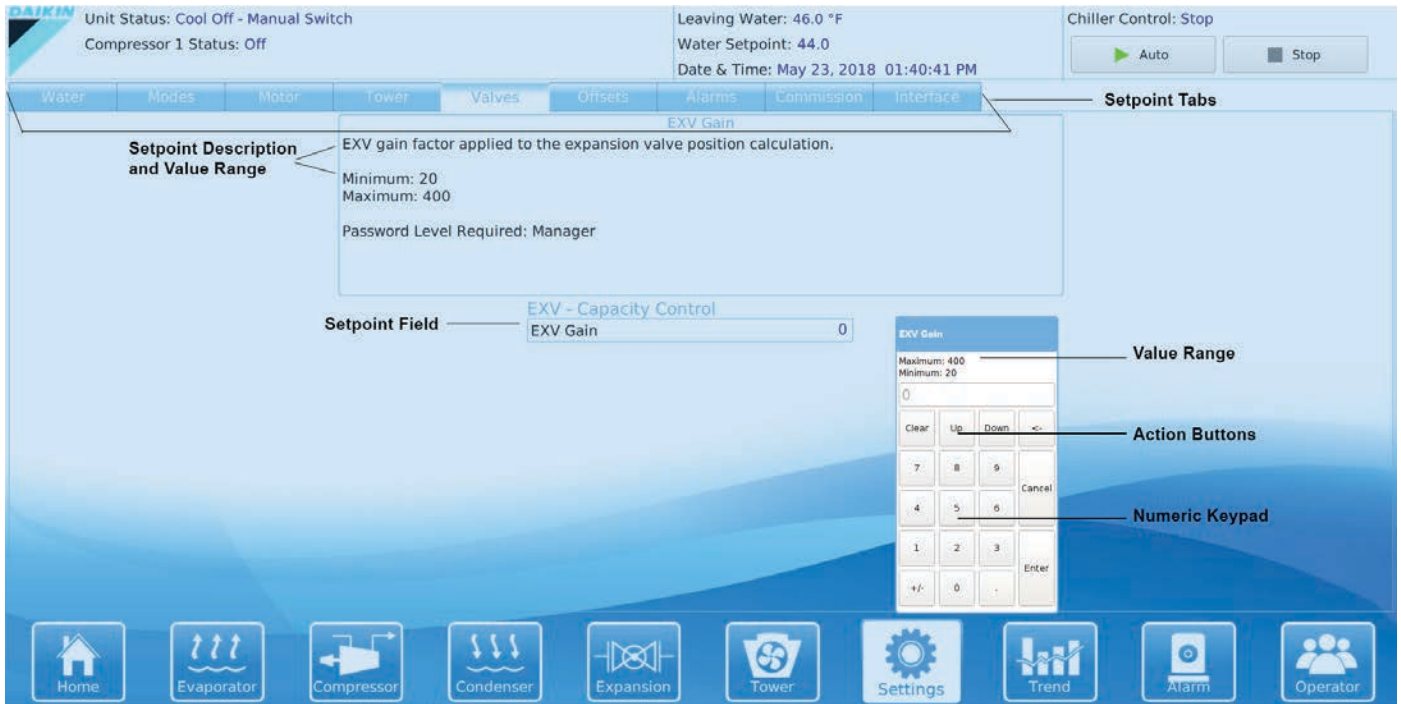 DAIKIN
Unit Status: Cool Off - Manual Switch
Compressor 1 Status: Off
Leaving Water: 46.0 °F
Water Setpoint: 44.0
Date & Time: May 23, 2018 01:40:41 PM
Chiller Control: Stop
Auto
Stop
Water
Modes
Motor
Tower
Valves
Offsets
Alarms
Commission
Interface
Setpoint Tabs
EXV Gain
Setpoint Description
and Value Range
EXV gain factor applied to the expansion valve position calculation.
Minimum: 20
Maximum: 400
Password Level Required: Manager
EXV - Capacity Control
Setpoint Field
EXV Gain 0
EXV Gain
Maximum: 400
Minimum: 20
Value Range
0
Clear Up Down <-
Action Buttons
7 8 9
Cancel
4 5 6
Numeric Keypad
1 2 3
Enter
+/- 0 .
Home
Evaporator
Compressor
Condenser
Expansion
Tower
Settings
Trend
Alarm
Operator